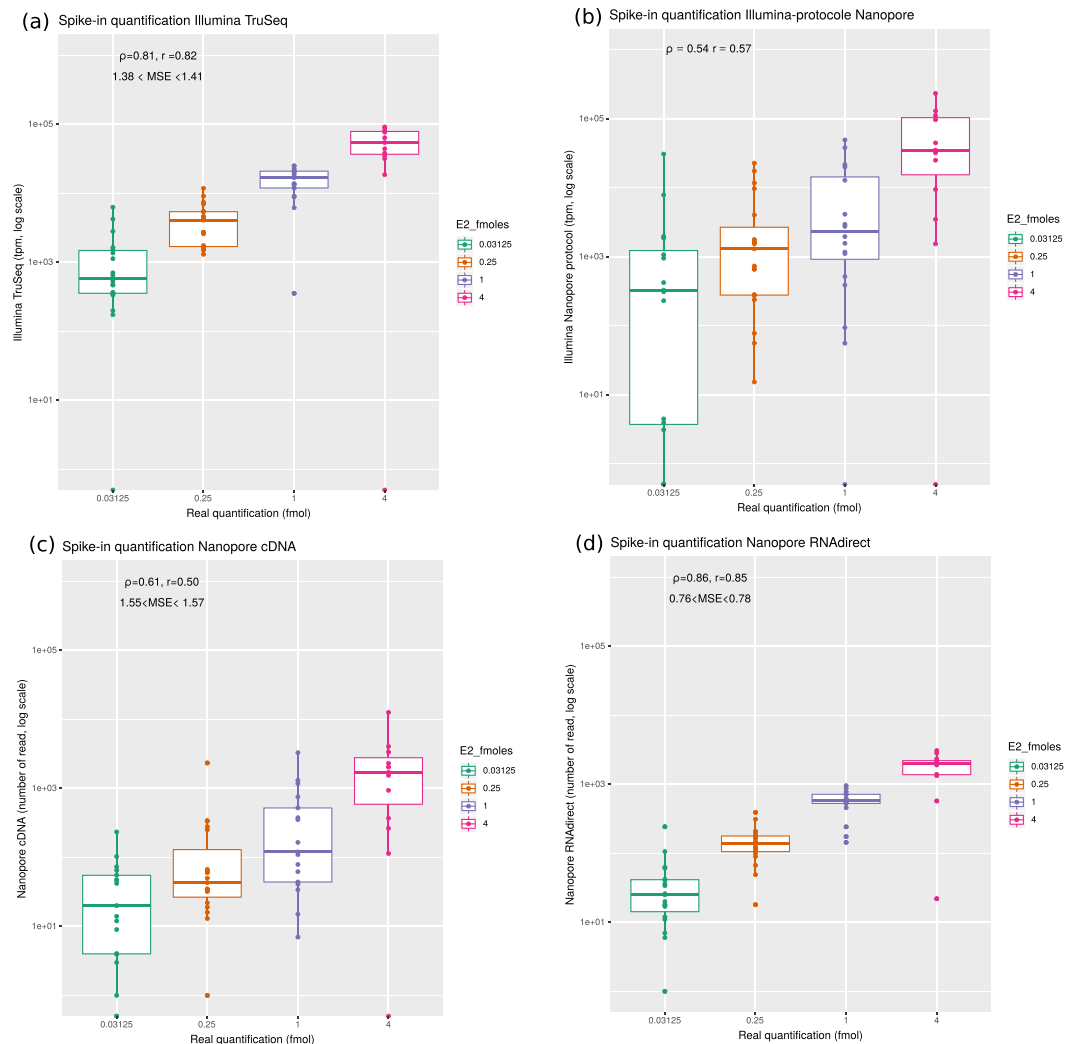 (a) Spike-in quantification Illumina TruSeq
ρ=0.81, r =0.82
1.38 < MSE <1.41
Illumina TruSeq (tpm, log scale)
1e+05
1e+03
1e+01
0.03125
0.25
1
4
Real quantification (fmol)
E2_fmoles
0.03125
0.25
1
4
(b) Spike-in quantification Illumina-protocole Nanopore
ρ = 0.54 r = 0.57
Illumina Nanopore protocol (tpm, log scale)
1e+05
1e+03
1e+01
0.03125
0.25
1
4
Real quantification (fmol)
E2_fmoles
0.03125
0.25
1
4
(c) Spike-in quantification Nanopore cDNA
ρ=0.61, r=0.50
1.55<MSE< 1.57
Nanopore cDNA (number of read, log scale)
1e+05
1e+03
1e+01
0.03125
0.25
1
4
Real quantification (fmol)
E2_fmoles
0.03125
0.25
1
4
(d) Spike-in quantification Nanopore RNAdirect
ρ=0.86, r=0.85
0.76<MSE<0.78
Nanopore RNAdirect (number of read, log scale)
1e+05
1e+03
1e+01
0.03125
0.25
1
4
Real quantification (fmol)
E2_fmoles
0.03125
0.25
1
4